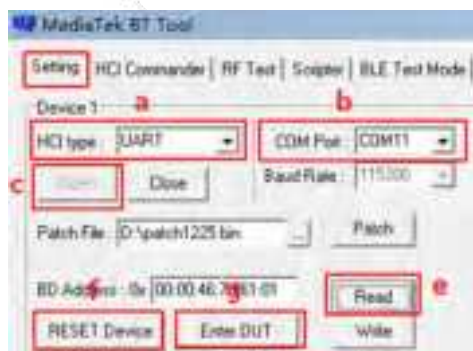 MediaTek BT Tool
Setting HCI Commander RF Test Scripter BLE Test Mode
Device 1 a b
HCI type : UART COM Port : COM11
c Close Baud Rate : 115200
Patch File : D:\patch1225.bin ... Patch
BD Address : 0x Read e
RESET Device Enter DUT Write